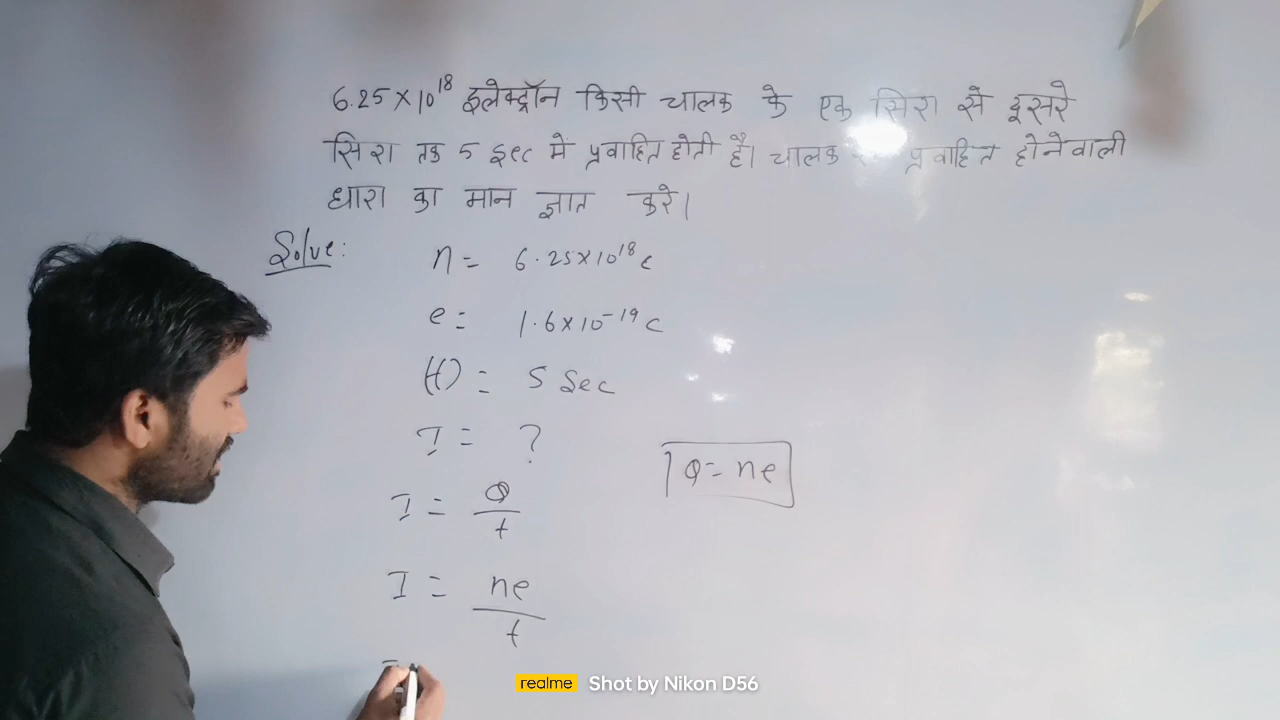 6.25×10¹⁸ इलेक्ट्रॉन किसी चालक के एक सिरा से दूसरे
सिरा तक 5 sec मे प्रवाहित होती है। चालक प्रवाहित होनेवाली
धारा का मान ज्ञात करे।
Solve:
n = 6.25×10¹⁸ e
e = 1.6×10⁻¹⁹ C
(t) = 5 Sec
I = ?
I = Q/t
Q = ne
I = ne/t
realme Shot by Nikon D56